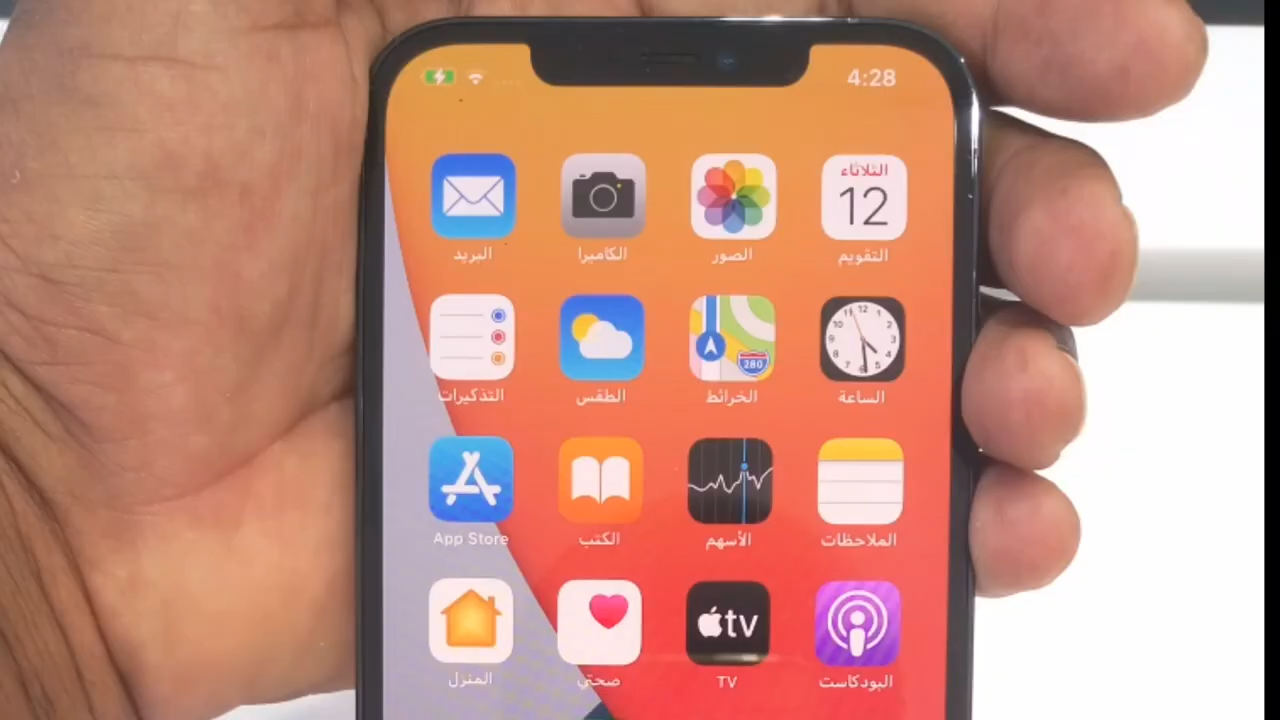 4:28
الثلاثاء
12
التقويم
الصور
الكاميرا
البريد
280
الساعة
الخرائط
الطقس
التذكيرات
الملاحظات
الأسهم
الكتب
App Store
tv
البودكاست
TV
صحتي
المنزل